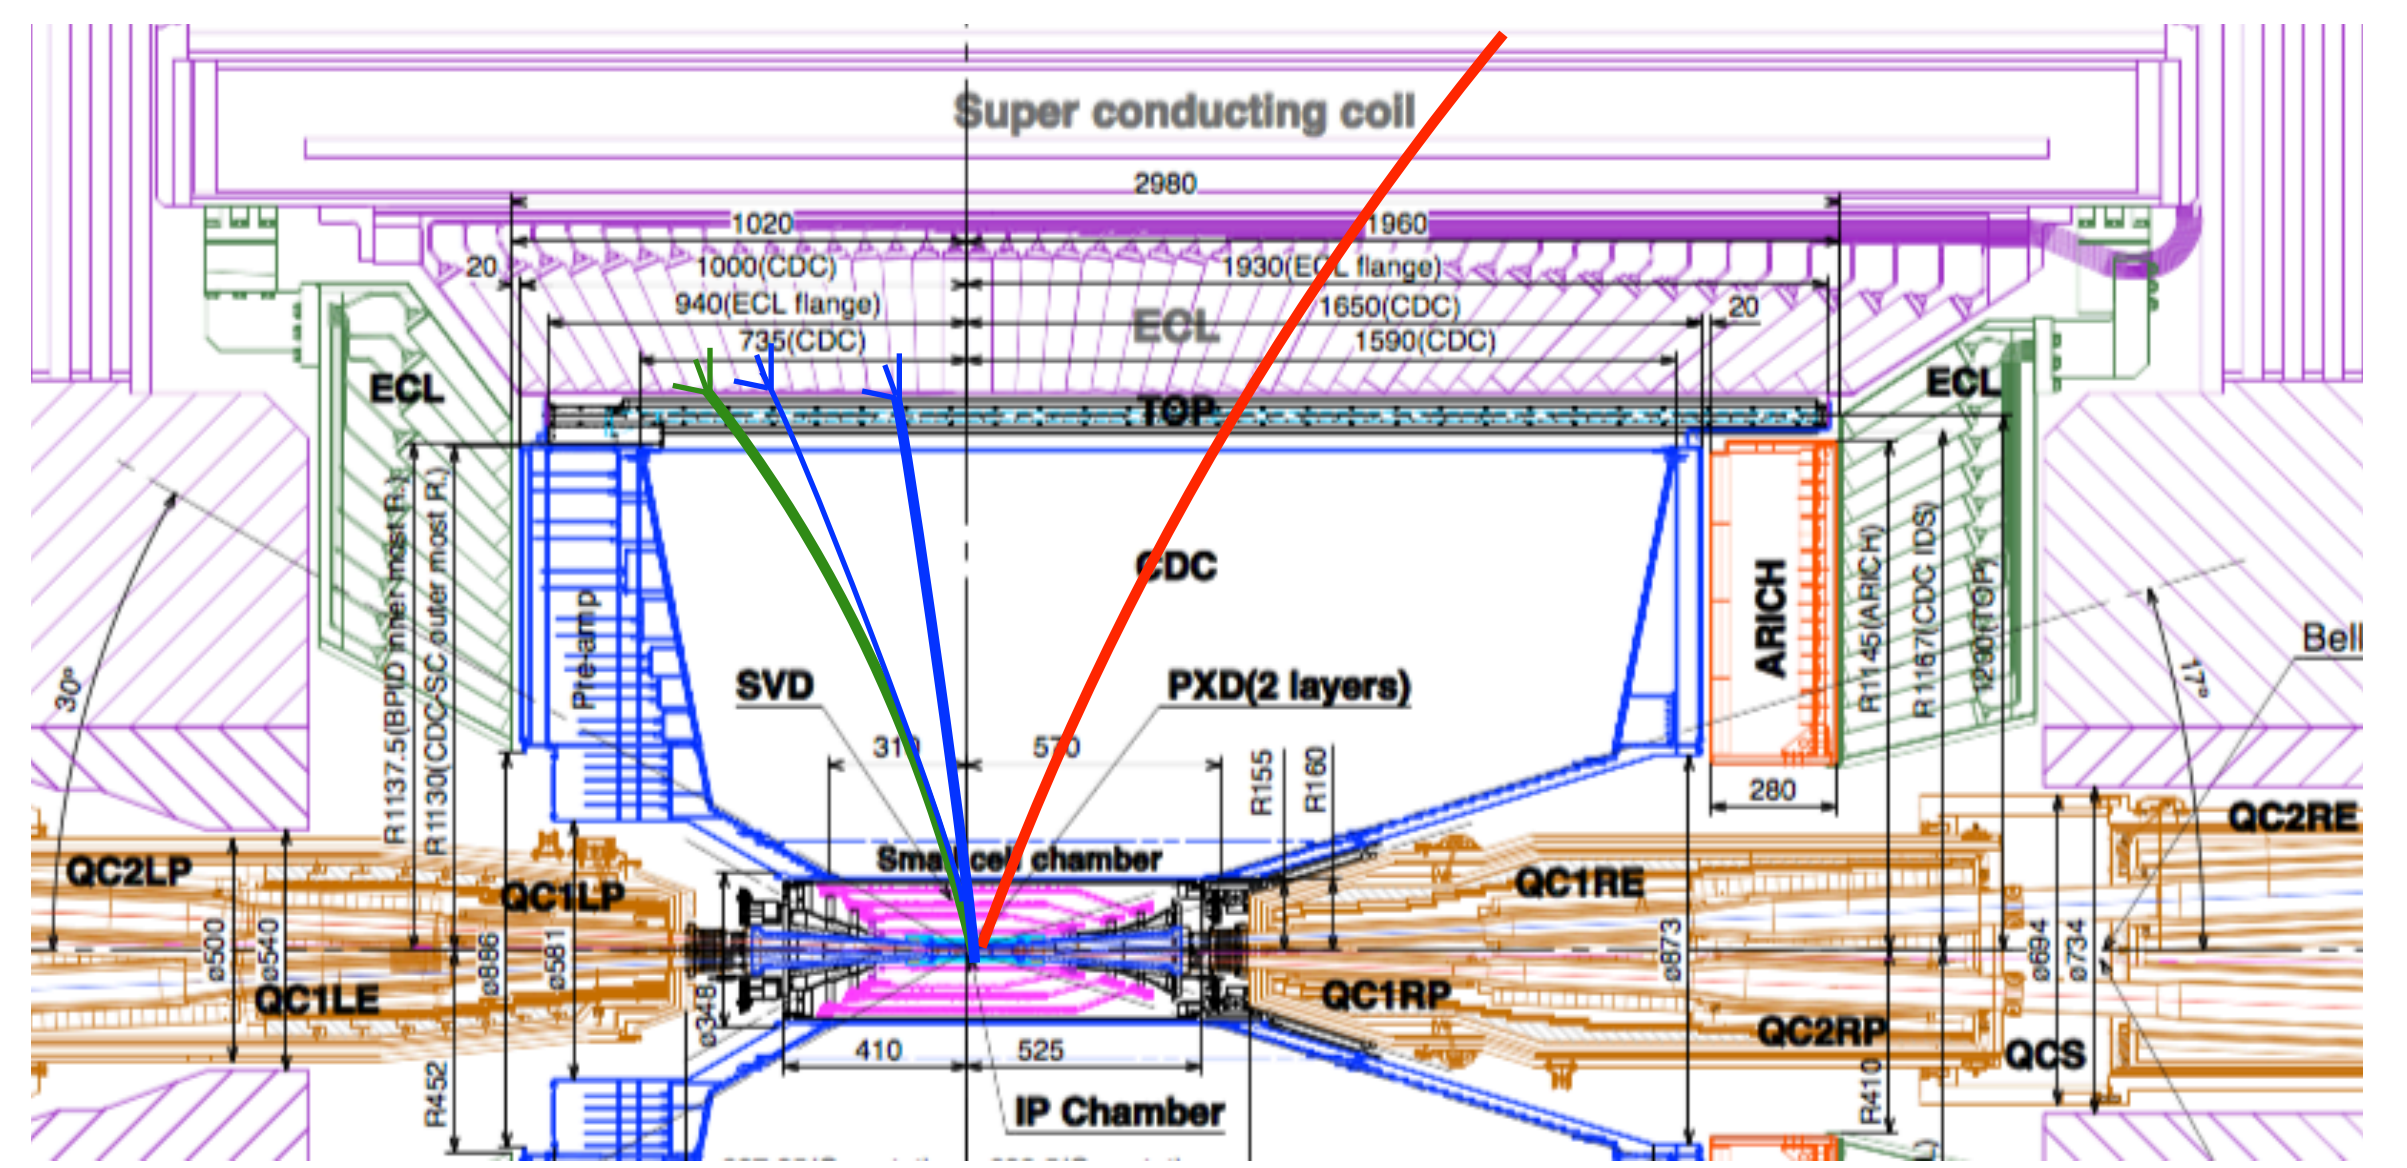 Super conducting coil
2980
1020
1960
20
1000(CDC)
1930(ECL flange)
940(ECL flange)
1650(CDC)
20
ECL
735(CDC)
1590(CDC)
ECL
ECL
TOP
CDC
30°
R1137.5(BPID inner most R.)
R1130(CDC-SC outer most R.)
Pre-amp
ARICH
R1145(ARICH)
R1167(CDC IDS)
1290(TOP)
17°
Bell
SVD
PXD(2 layers)
310
570
R155
R160
280
Small cell chamber
QC2LP
QC1LP
QC1RE
QC2RE
ø500
ø540
ø886
ø581
ø348
ø873
ø694
ø734
QC1LE
QC1RP
QC2RP
QCS
410
525
R452
R410
IP Chamber